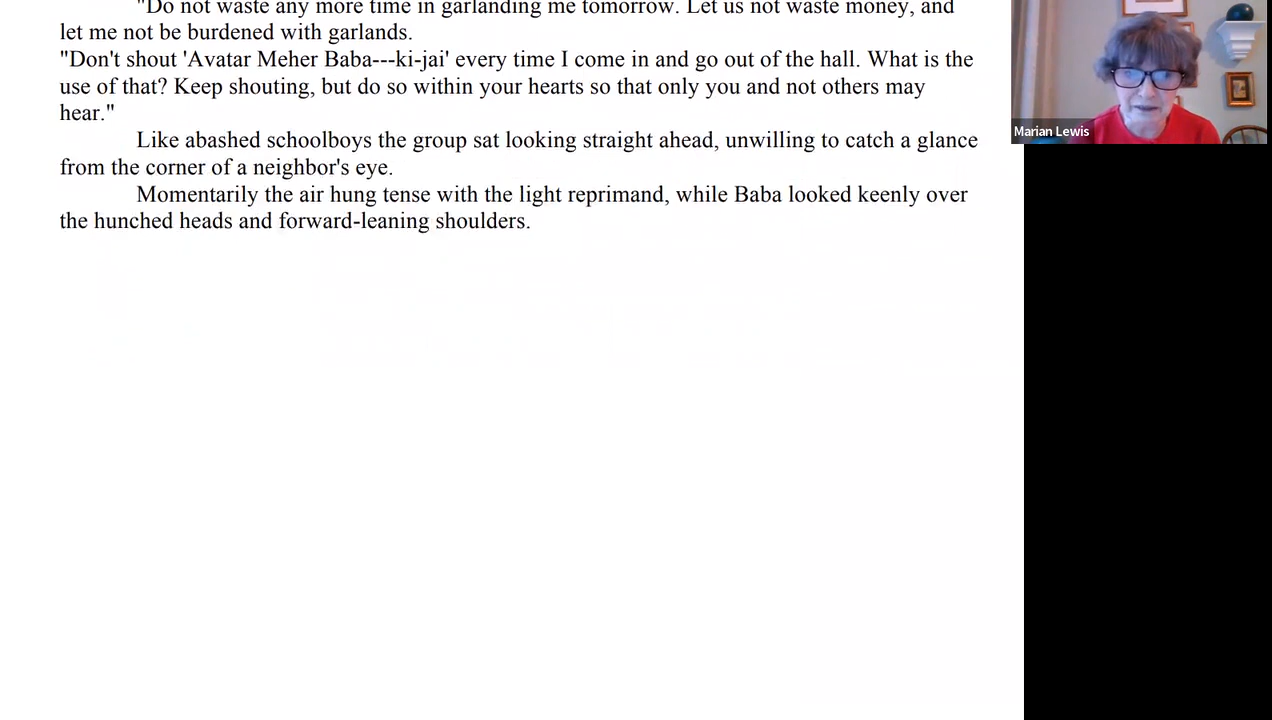 "Do not waste any more time in garlanding me tomorrow. Let us not waste money, and
let me not be burdened with garlands.
"Don't shout 'Avatar Meher Baba---ki-jai' every time I come in and go out of the hall. What is the
use of that? Keep shouting, but do so within your hearts so that only you and not others may
hear."
Like abashed schoolboys the group sat looking straight ahead, unwilling to catch a glance
from the corner of a neighbor's eye.
Momentarily the air hung tense with the light reprimand, while Baba looked keenly over
the hunched heads and forward-leaning shoulders.
Marian Lewis